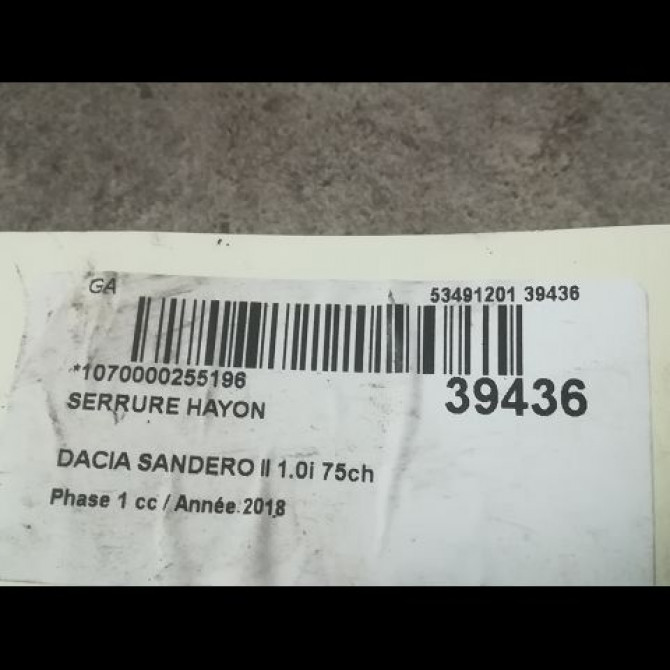 GA
53491201 39436
*1070000255196
39436
SERRURE HAYON
DACIA SANDERO II 1.0i 75ch
Phase 1 cc / Année 2018